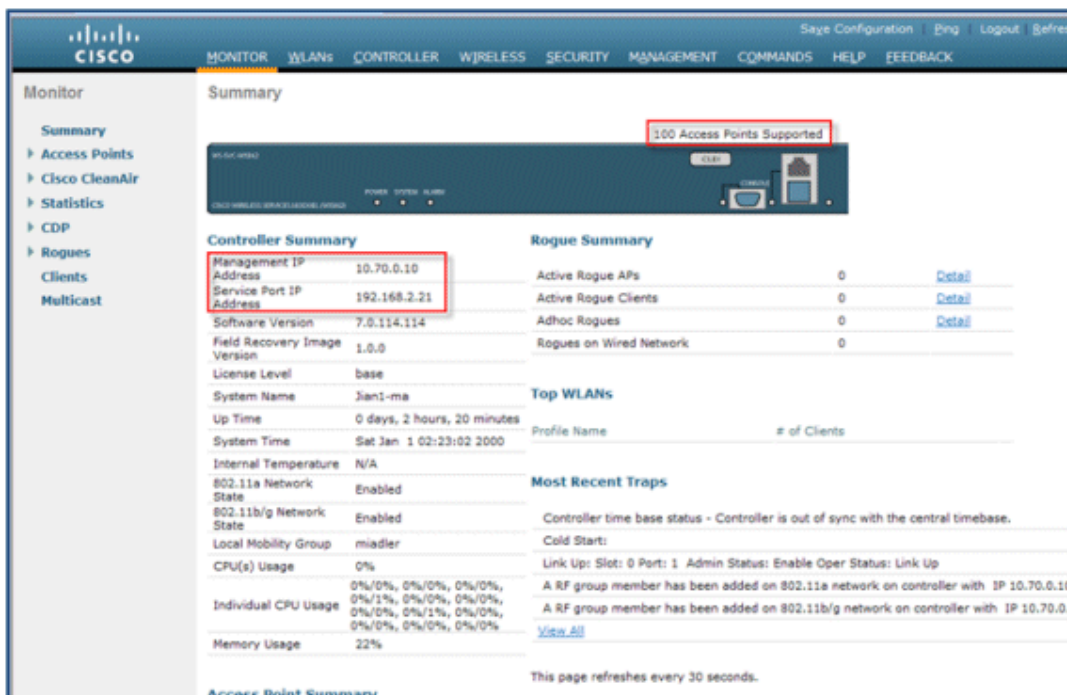 Save Configuration | Ping | Logout | Refres
CISCO
MONITOR WLANs CONTROLLER WIRELESS SECURITY MANAGEMENT COMMANDS HELP FEEDBACK
Monitor
Summary
Access Points
Cisco CleanAir
Statistics
CDP
Rogues
Clients
Multicast
Summary
100 Access Points Supported
POWER SYSTEM ALARM
CONSOLE
CISCO WIRELESS SERVICES MODULE
Controller Summary
Management IP Address 10.70.0.10
Service Port IP Address 192.168.2.21
Software Version 7.0.114.114
Field Recovery Image Version 1.0.0
License Level base
System Name Jian1-ma
Up Time 0 days, 2 hours, 20 minutes
System Time Sat Jan 1 02:23:02 2000
Internal Temperature N/A
802.11a Network State Enabled
802.11b/g Network State Enabled
Local Mobility Group miadler
CPU(s) Usage 0%
Individual CPU Usage 0%/0%, 0%/0%, 0%/0%,
0%/1%, 0%/0%, 0%/0%,
0%/0%, 0%/1%, 0%/0%,
0%/0%, 0%/0%, 0%/0%
Memory Usage 22%
Access Point Summary
Rogue Summary
Active Rogue APs 0 Detail
Active Rogue Clients 0 Detail
Adhoc Rogues 0 Detail
Rogues on Wired Network 0
Top WLANs
Profile Name # of Clients
Most Recent Traps
Controller time base status - Controller is out of sync with the central timebase.
Cold Start:
Link Up: Slot: 0 Port: 1 Admin Status: Enable Oper Status: Link Up
A RF group member has been added on 802.11a network on controller with IP 10.70.0.10
A RF group member has been added on 802.11b/g network on controller with IP 10.70.0.
View All
This page refreshes every 30 seconds.